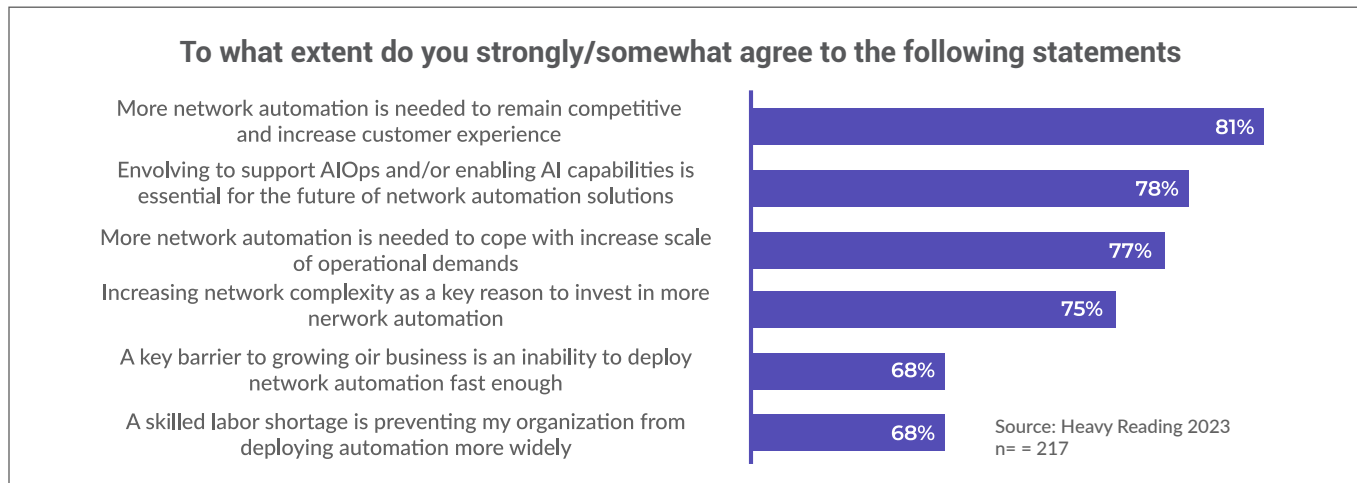 To what extent do you strongly/somewhat agree to the following statements
More network automation is needed to remain competitive
and increase customer experience
81%
Envolving to support AIOps and/or enabling AI capabilities is
essential for the future of network automation solutions
78%
More network automation is needed to cope with increase scale
of operational demands
77%
Increasing network complexity as a key reason to invest in more
nerwork automation
75%
A key barrier to growing oir business is an inability to deploy
network automation fast enough
68%
A skilled labor shortage is preventing my organization from
deploying automation more widely
68%
Source: Heavy Reading 2023
n= = 217